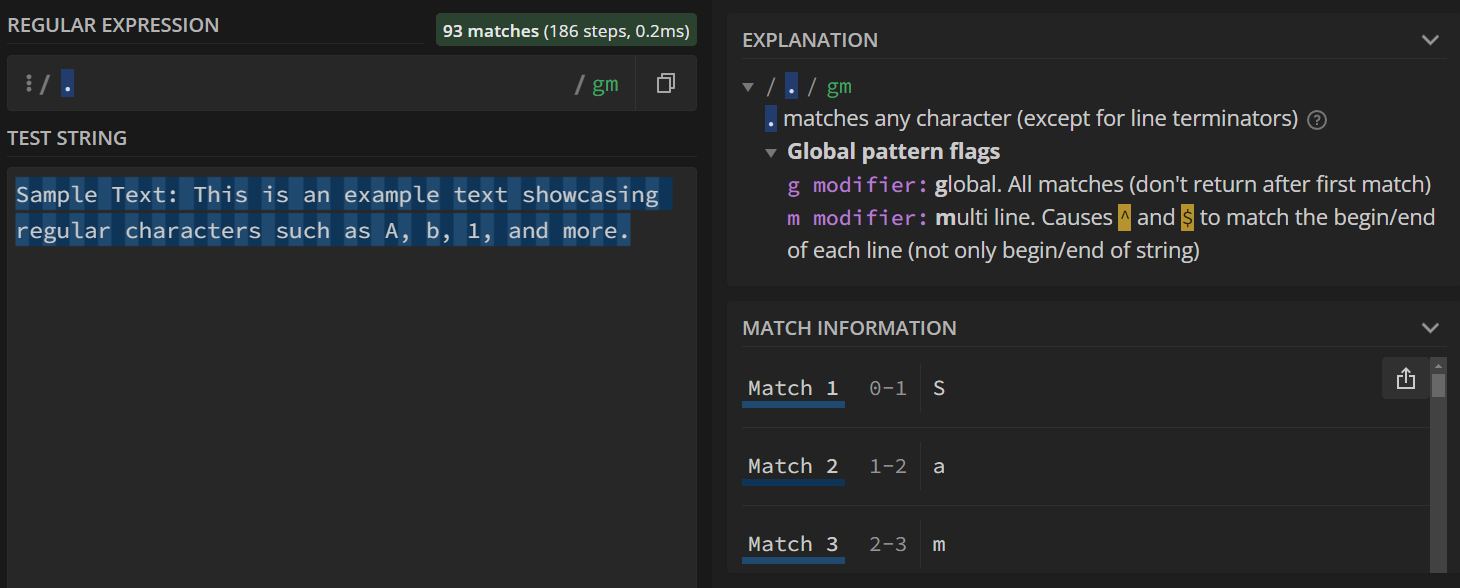 REGULAR EXPRESSION
93 matches (186 steps, 0.2ms)
/ . / gm
TEST STRING
Sample Text: This is an example text showcasing
regular characters such as A, b, 1, and more.
EXPLANATION
/ . / gm
. matches any character (except for line terminators) ?
Global pattern flags
g modifier: global. All matches (don't return after first match)
m modifier: multi line. Causes ^ and $ to match the begin/end
of each line (not only begin/end of string)
MATCH INFORMATION
Match 1 0-1 S
Match 2 1-2 a
Match 3 2-3 m